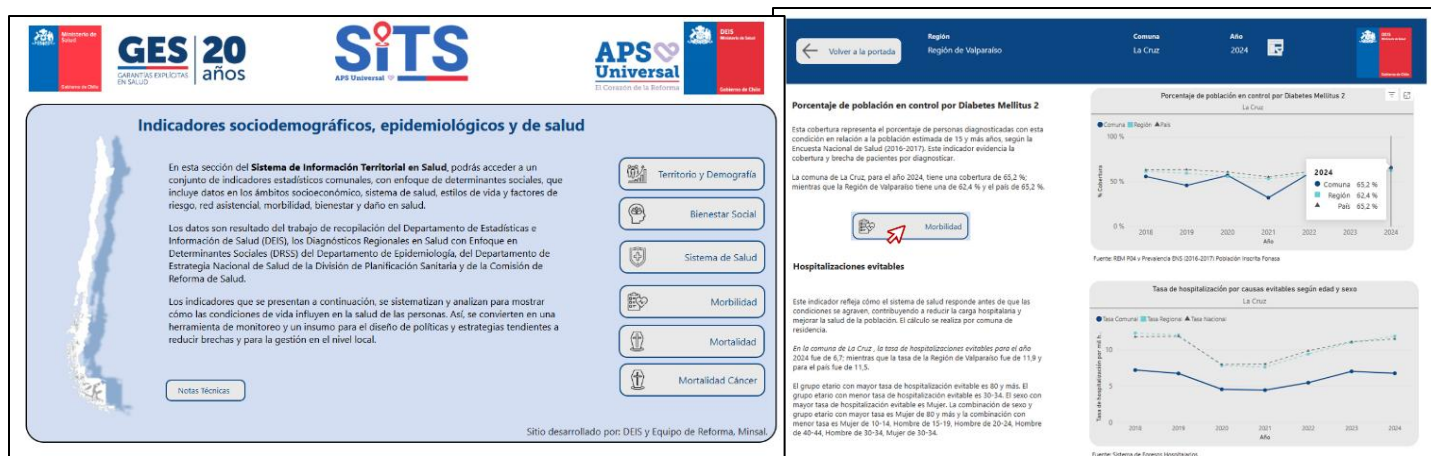 Ministerio de
Salud
Gobierno de Chile
GES 20 años
GARANTÍAS EXPLÍCITAS
EN SALUD
SiTS
APS Universal
APS
Universal
El Corazón de la Reforma
DEIS
Ministerio de Salud
Gobierno de Chile
Indicadores sociodemográficos, epidemiológicos y de salud
En esta sección del Sistema de Información Territorial en Salud, podrás acceder a un
conjunto de indicadores estadísticos comunales, con enfoque de determinantes sociales, que
incluye datos en los ámbitos socioeconómico, sistema de salud, estilos de vida y factores de
riesgo, red asistencial, morbilidad, bienestar y daño en salud.
Los datos son resultado del trabajo de recopilación del Departamento de Estadísticas e
Información de Salud (DEIS), los Diagnósticos Regionales en Salud con Enfoque en
Determinantes Sociales (DRSS) del Departamento de Epidemiología, del Departamento de
Estrategia Nacional de Salud de la División de Planificación Sanitaria y de la Comisión de
Reforma de Salud.
Los indicadores que se presentan a continuación, se sistematizan y analizan para mostrar
cómo las condiciones de vida influyen en la salud de las personas. Así, se convierten en una
herramienta de monitoreo y un insumo para el diseño de políticas y estrategias tendientes a
reducir brechas y para la gestión en el nivel local.
Notas Técnicas
Territorio y Demografía
Bienestar Social
Sistema de Salud
Morbilidad
Mortalidad
Mortalidad Cáncer
Sitio desarrollado por: DEIS y Equipo de Reforma, Minsal.
Volver a la portada
Región
Región de Valparaíso
Comuna
La Cruz
Año
2024
DEIS
Ministerio de Salud
Gobierno de Chile
Porcentaje de población en control por Diabetes Mellitus 2
Esta cobertura representa el porcentaje de personas diagnosticadas con esta
condición en relación a la población estimada de 15 y más años, según la
Encuesta Nacional de Salud (2016-2017). Este indicador evidencia la
cobertura y brecha de pacientes por diagnosticar.
La comuna de La Cruz, para el año 2024, tiene una cobertura de 65,2 %;
mientras que la Región de Valparaíso tiene una de 62,4 % y el país de 65,2 %.
Morbilidad
Porcentaje de población en control por Diabetes Mellitus 2
La Cruz
Comuna Región País
100 %
50 %
0 %
% Cobertura
2018 2019 2020 2021 2022 2023 2024
Año
2024
Comuna 65,2 %
Región 62,4 %
País 65,2 %
Fuente: REM P04 y Prevalencia ENS (2016-2017) Población Inscrita Fonasa
Hospitalizaciones evitables
Este indicador refleja cómo el sistema de salud responde antes de que las
condiciones se agraven, contribuyendo a reducir la carga hospitalaria y
mejorar la salud de la población. El cálculo se realiza por comuna de
residencia.
En la comuna de La Cruz , la tasa de hospitalizaciones evitables para el año
2024 fue de 6,7; mientras que la tasa de la Región de Valparaíso fue de 11,9 y
para el país fue de 11,5.
El grupo etario con mayor tasa de hospitalización evitable es 80 y más. El
grupo etario con menor tasa de hospitalización evitable es 30-34. El sexo con
mayor tasa de hospitalización evitable es Mujer. La combinación de sexo y
grupo etario con mayor tasa es Mujer de 80 y más y la combinación con
menor tasa es Mujer de 10-14, Hombre de 15-19, Hombre de 20-24, Hombre
de 40-44, Hombre de 30-34, Mujer de 30-34.
Tasa de hospitalización por causas evitables según edad y sexo
La Cruz
Tasa Comunal Tasa Regional Tasa Nacional
Tasa de hospitalización por mil h.
10
5
0
2018 2019 2020 2021 2022 2023 2024
Año
Fuente: Sistema de Egresos Hospitalarios